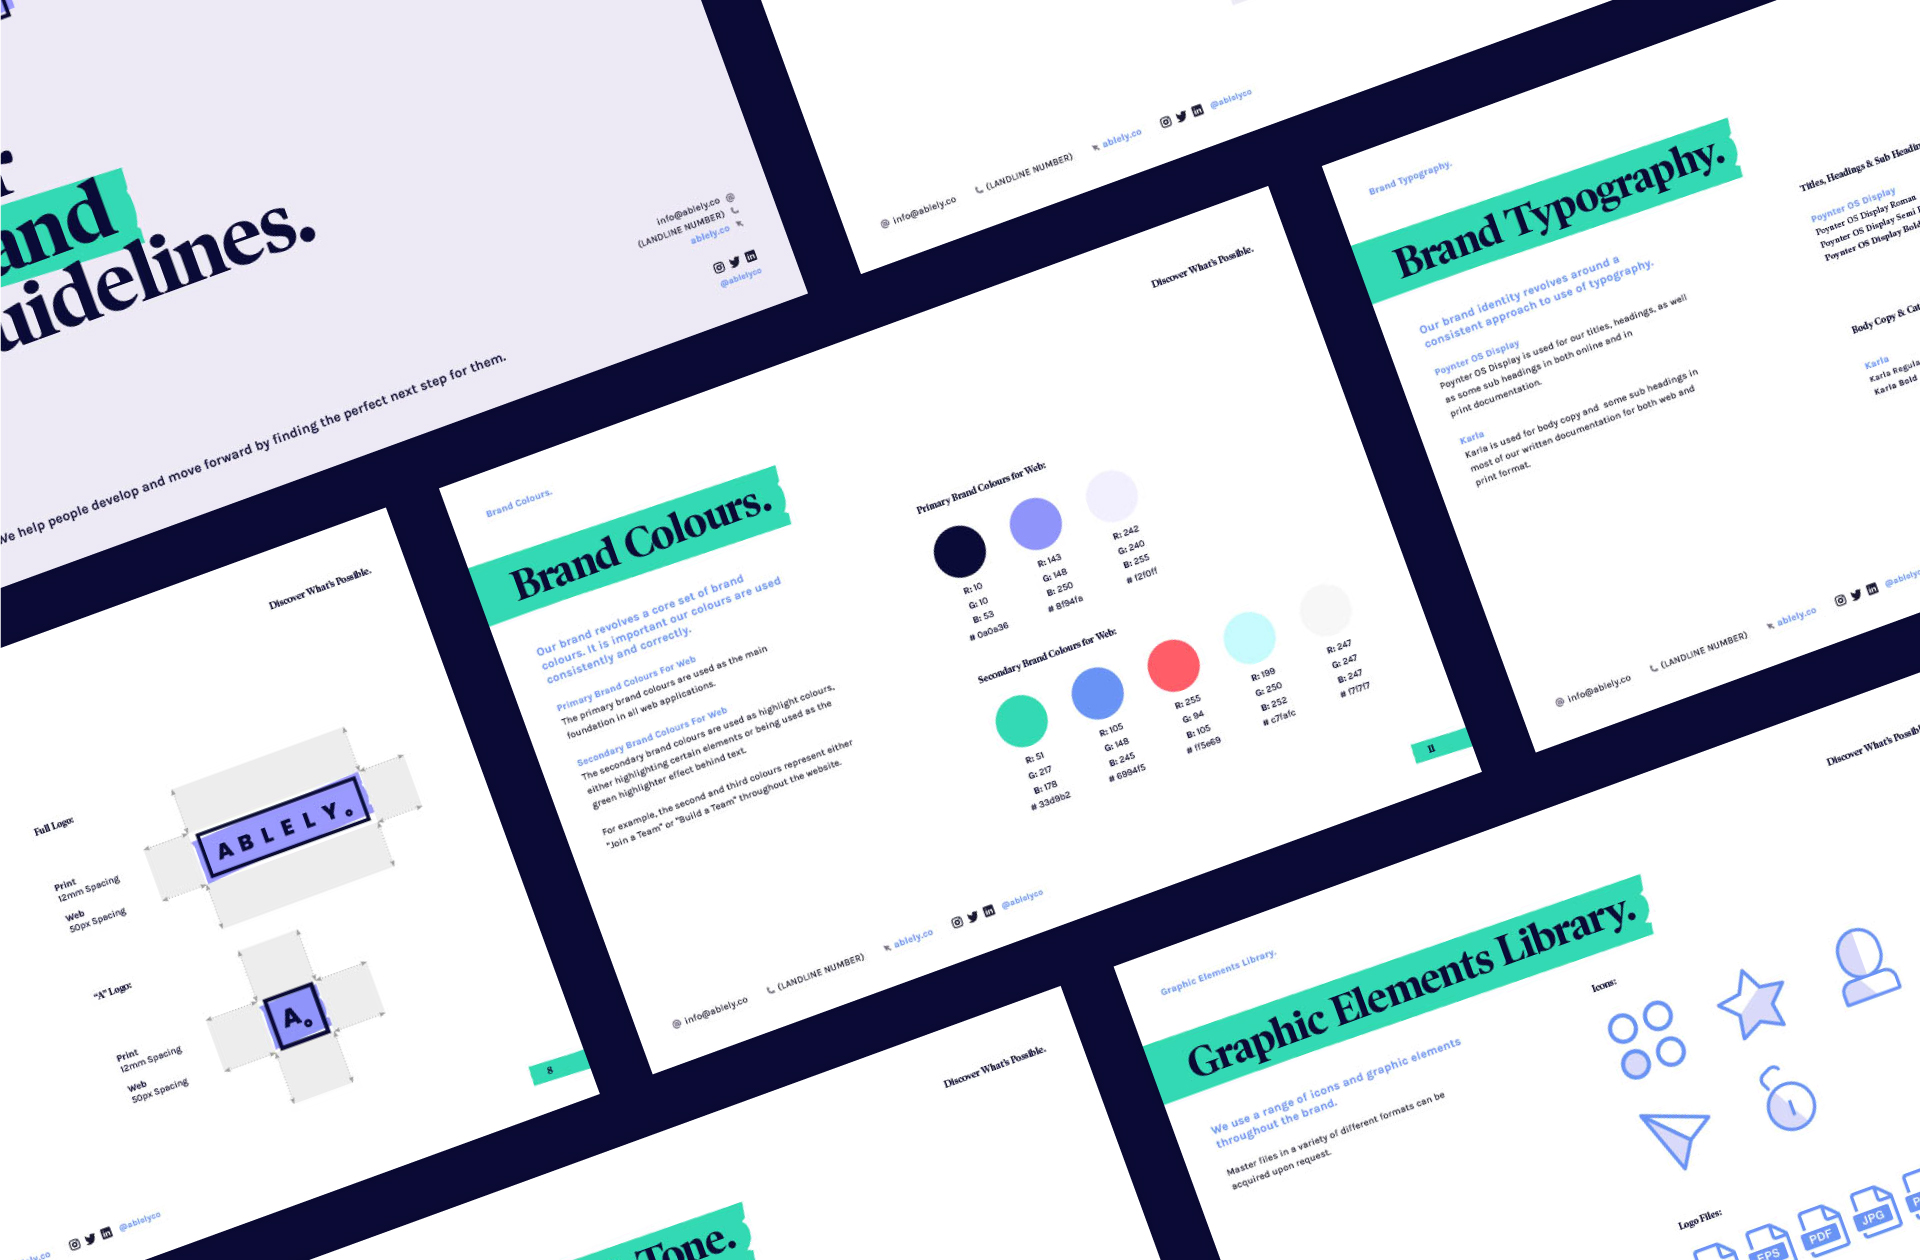 and
uidelines.
We help people develop and move forward by finding the perfect next step for them.
info@ablely.co
(LANDLINE NUMBER)
ablely.co
@ablelyco
info@ablely.co
(LANDLINE NUMBER)
ablely.co
@ablelyco
Brand Typography.
Brand Typography.
Our brand identity revolves around a
consistent approach to use of typography.
Poynter OS Display
Poynter OS Display is used for our titles, headings, as well
as some sub headings in both online and in
print documentation.
Karla
Karla is used for body copy and some sub headings in
most of our written documentation for both web and
print format.
Titles, Headings & Sub Headin
Poynter OS Display
Poynter OS Display Roman
Poynter OS Display Semi
Poynter OS Display Bold
Body Copy & Ca
Karla
Karla Regula
Karla Bold
info@ablely.co
(LANDLINE NUMBER)
ablely.co
@ablelyc
Discover What's Possible.
Full Logo:
Print
12mm Spacing
Web
50px Spacing
ABLELY.
"A" Logo:
Print
12mm Spacing
Web
50px Spacing
A.
8
ly.co
@ablelyco
Discover What's Possible.
Brand Colours.
Brand Colours.
Our brand revolves a core set of brand
colours. It is important our colours are used
consistently and correctly.
Primary Brand Colours For Web
The primary brand colours are used as the main
foundation in all web applications.
Secondary Brand Colours For Web
The secondary brand colours are used as highlight colours,
either highlighting certain elements or being used as the
green highlighter effect behind text.
For example, the second and third colours represent either
"Join a Team" or "Build a Team" throughout the website.
Primary Brand Colours for Web:
R: 10
G: 10
B: 53
# 0a0a36
R: 143
G: 148
B: 250
# 8f94fa
R: 242
G: 240
B: 255
# f2f0ff
Secondary Brand Colours for Web:
R: 51
G: 217
B: 178
# 33d9b2
R: 105
G: 148
B: 245
# 6994f5
R: 255
G: 94
B: 105
# ff5e69
R: 199
G: 250
B: 252
# c7fafc
R: 247
G: 247
B: 247
# f7f7f7
11
info@ablely.co
(LANDLINE NUMBER)
ablely.co
@ablelyco
Discover What's Possible.
Tone.
Discover What's Possibl
Graphic Elements Library.
Graphic Elements Library.
We use a range of icons and graphic elements
throughout the brand.
Master files in a variety of different formats can be
acquired upon request.
Icons:
Logo Files:
EPS
PDF
JPG